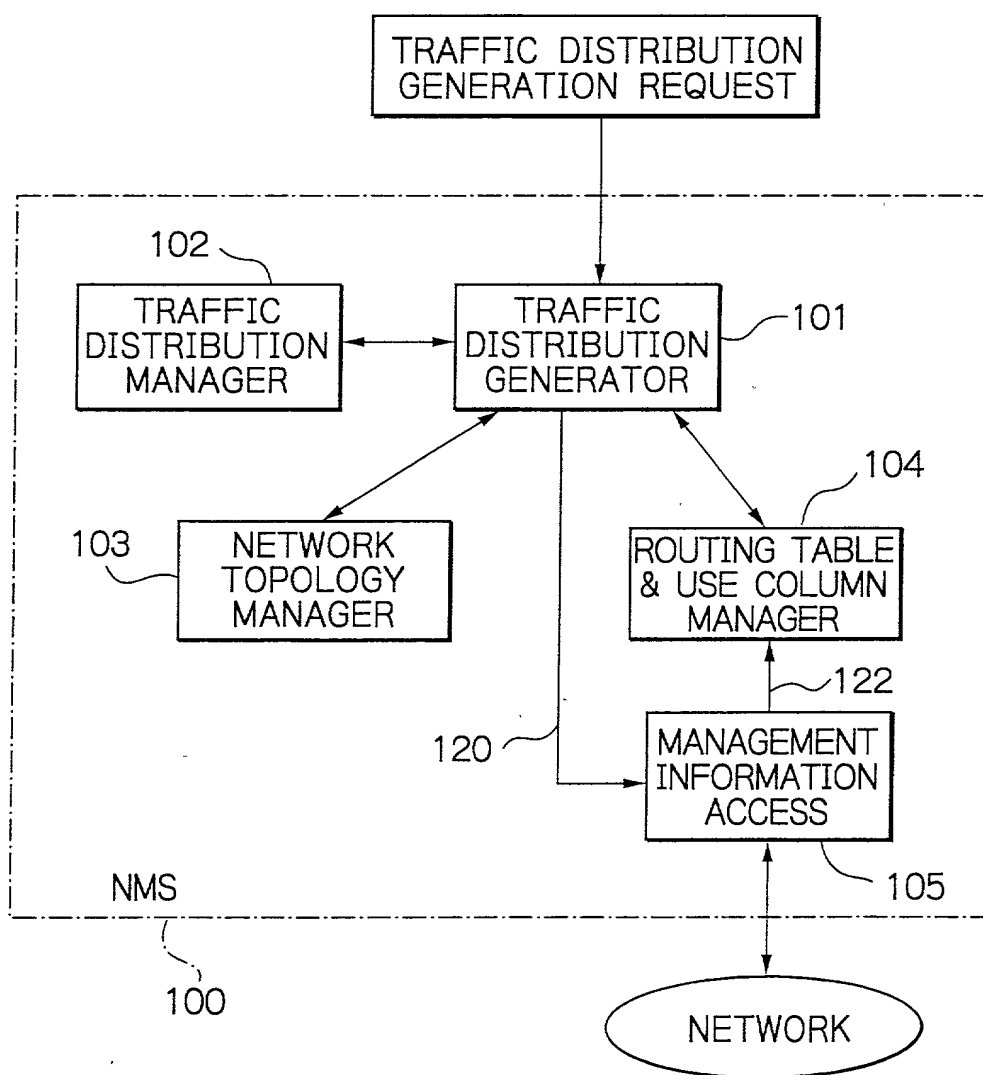 TRAFFIC DISTRIBUTION
GENERATION REQUEST
102
TRAFFIC
DISTRIBUTION
MANAGER
TRAFFIC
DISTRIBUTION
GENERATOR
101
103
NETWORK
TOPOLOGY
MANAGER
104
ROUTING TABLE
& USE COLUMN
MANAGER
122
120
MANAGEMENT
INFORMATION
ACCESS
105
NMS
100
NETWORK